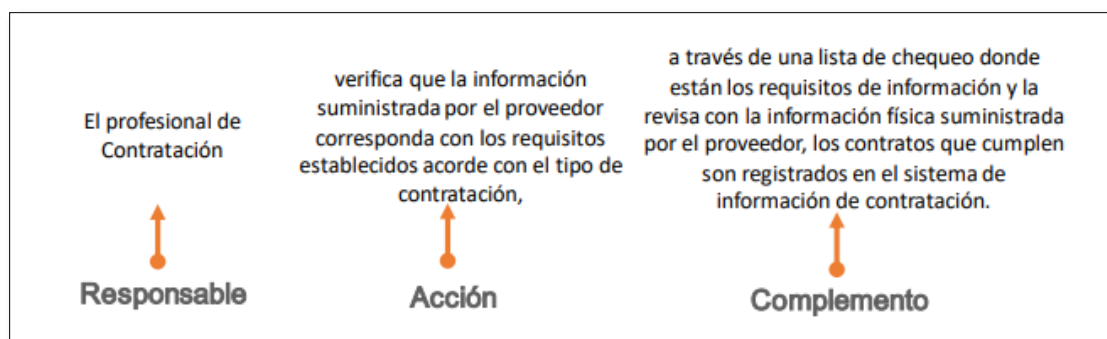 El profesional de
Contratación
Responsable
verifica que la información
suministrada por el proveedor
corresponda con los requisitos
establecidos acorde con el tipo de
contratación,
Acción
a través de una lista de chequeo donde
están los requisitos de información y la
revisa con la información física suministrada
por el proveedor, los contratos que cumplen
son registrados en el sistema de
información de contratación.
Complemento